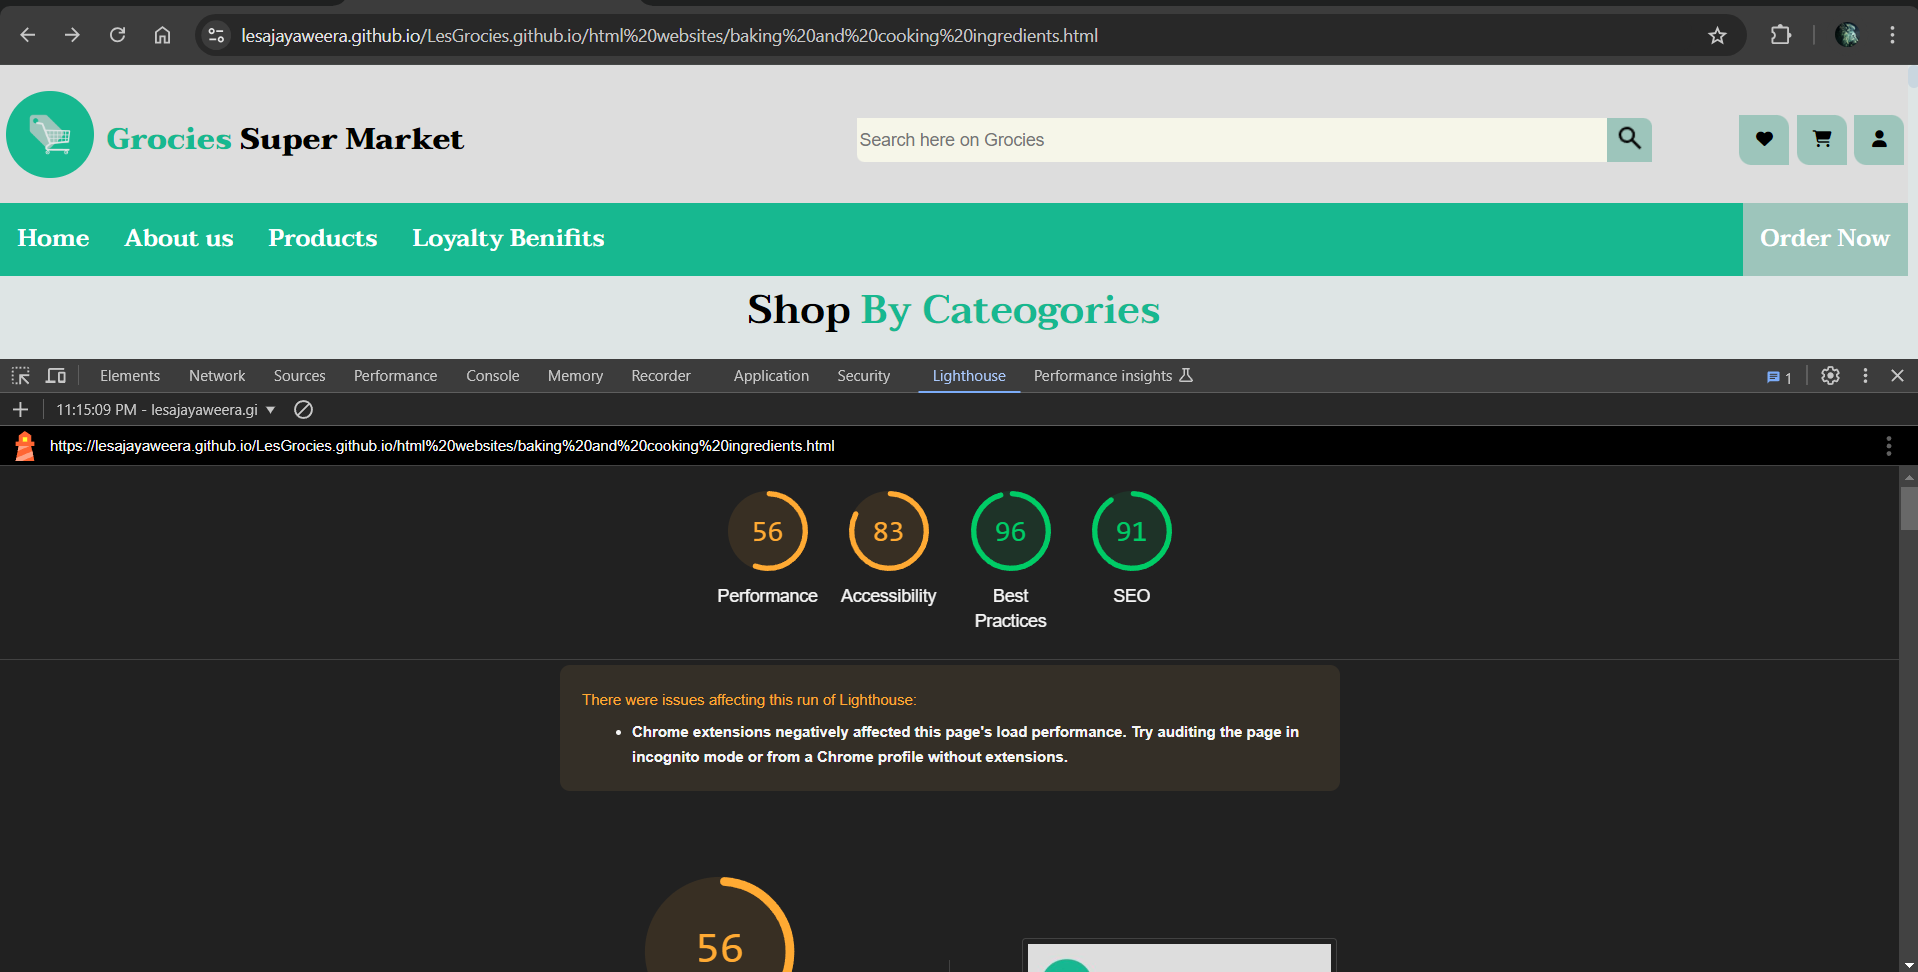 lesajayaweera.github.io/LesGrocies.github.io/html%20websites/baking%20and%20cooking%20ingredients.html
Grocies Super Market
Search here on Grocies
Home About us Products Loyalty Benifits Order Now
Shop By Cateogories
Elements Network Sources Performance Console Memory Recorder Application Security Lighthouse Performance insights 1
11:15:09 PM - lesajayaweera.gi
https://lesajayaweera.github.io/LesGrocies.github.io/html%20websites/baking%20and%20cooking%20ingredients.html
56 83 96 91
Performance Accessibility Best Practices SEO
There were issues affecting this run of Lighthouse:
• Chrome extensions negatively affected this page's load performance. Try auditing the page in
incognito mode or from a Chrome profile without extensions.
56